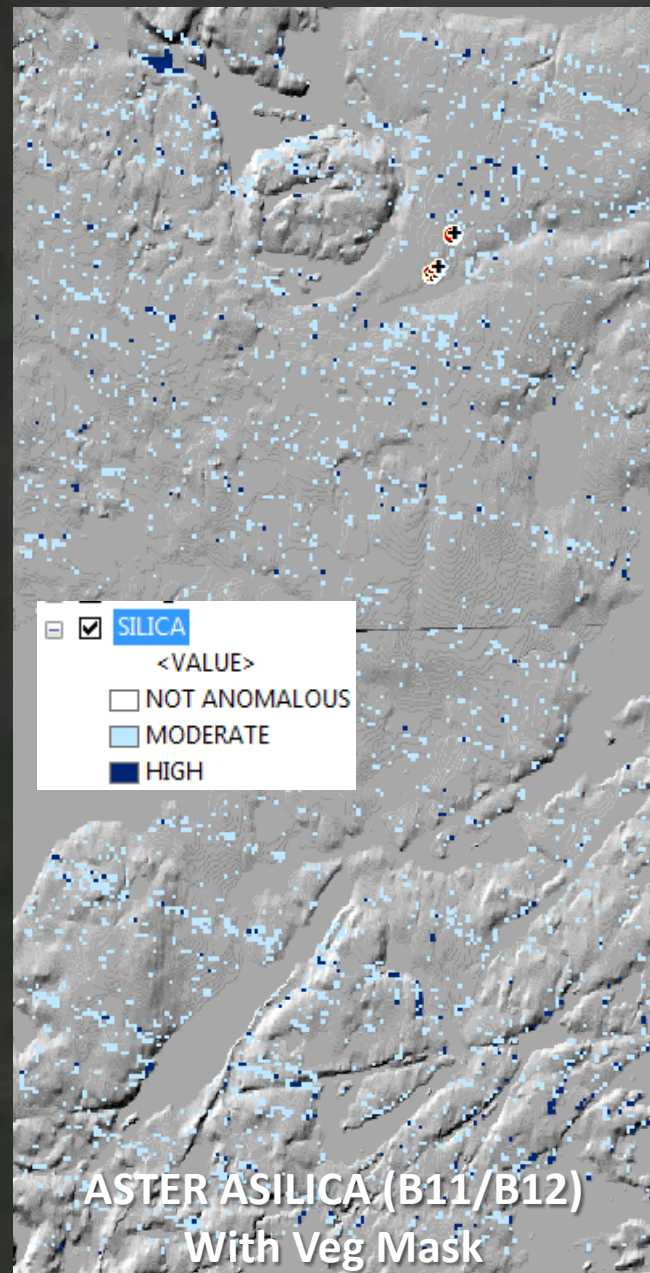 SILICA
<VALUE>
NOT ANOMALOUS
MODERATE
HIGH
ASTER ASILICA (B11/B12)
With Veg Mask